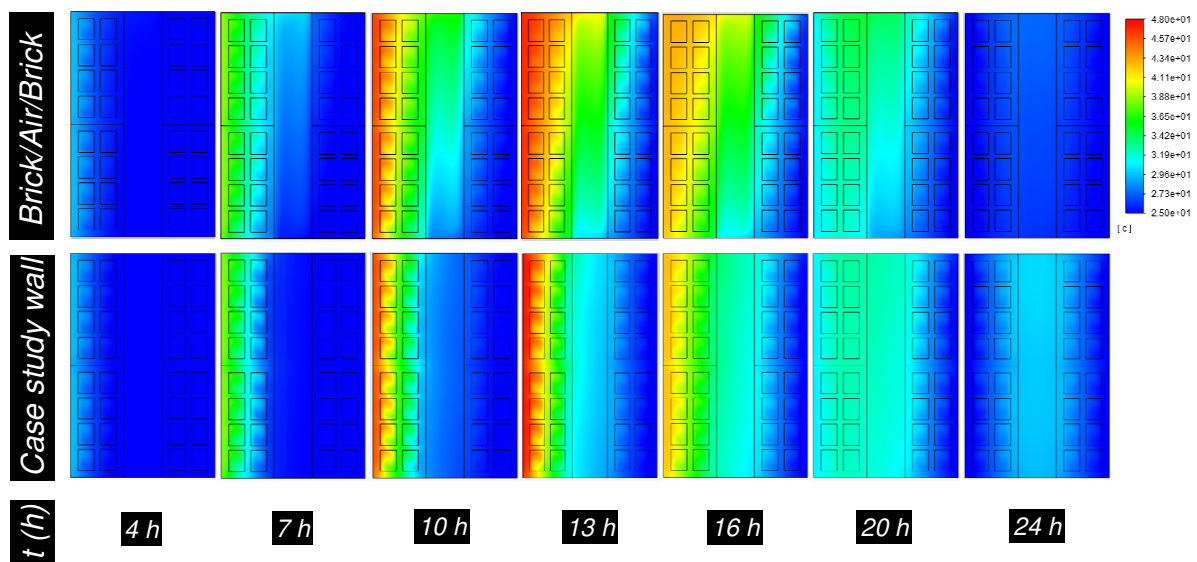 Brick/Air/Brick
4.80e+01
4.57e+01
4.34e+01
4.11e+01
3.88e+01
3.65e+01
3.42e+01
3.19e+01
2.96e+01
2.73e+01
2.50e+01
[ c ]
Case study wall
t (h)
4 h
7 h
10 h
13 h
16 h
20 h
24 h